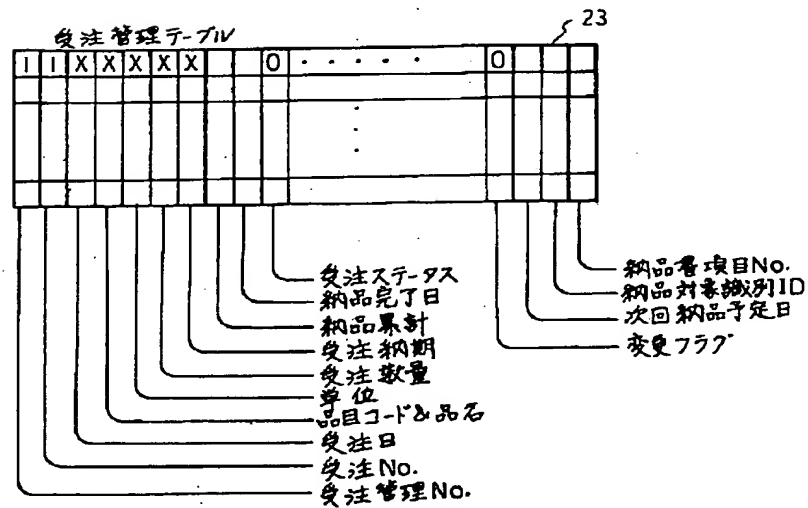 23
受注管理テーブル
1 1 X X X X X 0 ・・・・・ 0
受注ステータス
納品完了日
納品累計
受注納期
受注数量
単位
品目コード&品名
受注日
受注No.
受注管理No.
納品書項目No.
納品対象識別ID
次回納品予定日
変更フラグ